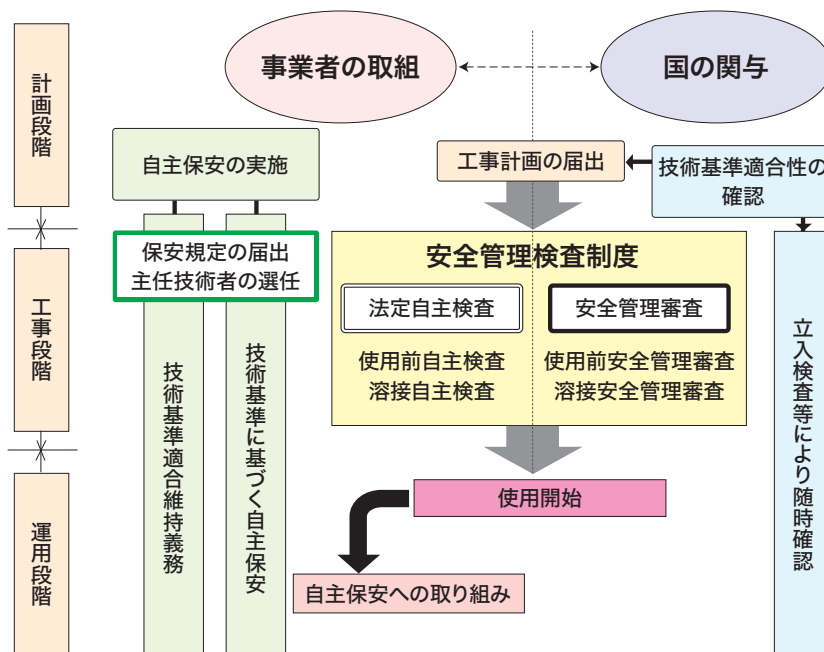 事業者の取組
国の関与
計画段階
自主保安の実施
工事計画の届出
技術基準適合性の
確認
工事段階
保安規定の届出
主任技術者の選任
安全管理検査制度
法定自主検査
安全管理審査
使用前自主検査
溶接自主検査
使用前安全管理審査
溶接安全管理審査
技術基準適合維持義務
技術基準に基づく自主保安
立入検査等により随時確認
運用段階
使用開始
自主保安への取り組み